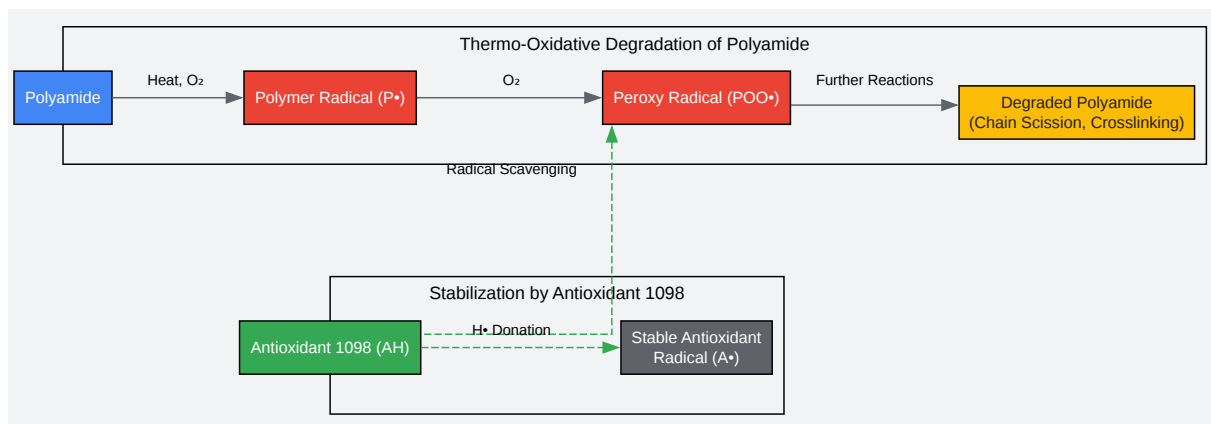 Thermo-Oxidative Degradation of Polyamide
Polyamide
Heat, O₂
Polymer Radical (P•)
O₂
Peroxy Radical (POO•)
Further Reactions
Degraded Polyamide
(Chain Scission, Crosslinking)
Radical Scavenging
Stabilization by Antioxidant 1098
Antioxidant 1098 (AH)
H• Donation
Stable Antioxidant
Radical (A•)